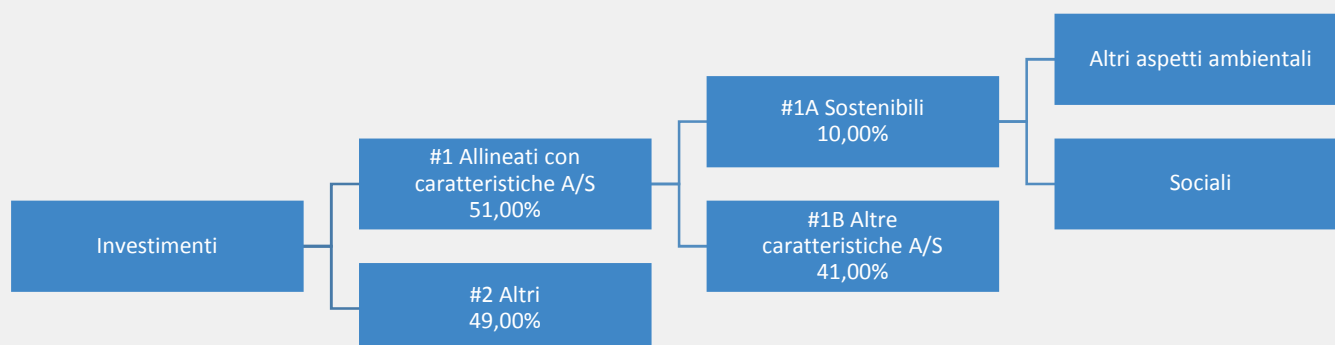 Investimenti
#1 Allineati con
caratteristiche A/S
51,00%
#2 Altri
49,00%
#1A Sostenibili
10,00%
#1B Altre
caratteristiche A/S
41,00%
Altri aspetti ambientali
Sociali